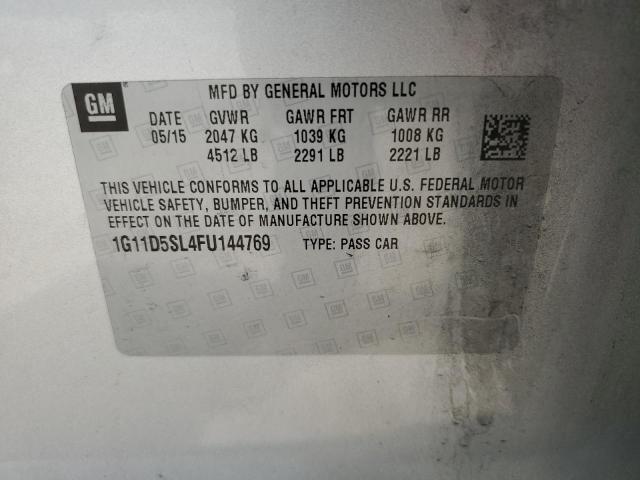 GM
MFD BY GENERAL MOTORS LLC
DATE GVWR GAWR FRT GAWR RR
05/15 2047 KG 1039 KG 1008 KG
4512 LB 2291 LB 2221 LB
THIS VEHICLE CONFORMS TO ALL APPLICABLE U.S. FEDERAL MOTOR
VEHICLE SAFETY, BUMPER, AND THEFT PREVENTION STANDARDS IN
EFFECT ON THE DATE OF MANUFACTURE SHOWN ABOVE.
1G11D5SL4FU144769 TYPE: PASS CAR